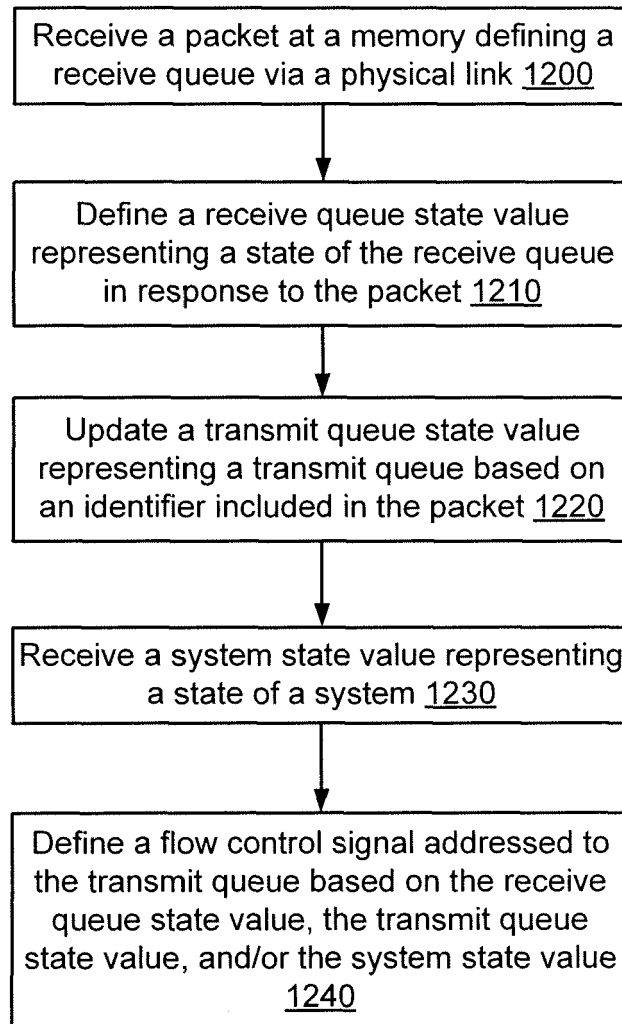 Receive a packet at a memory defining a
receive queue via a physical link 1200
Define a receive queue state value
representing a state of the receive queue
in response to the packet 1210
Update a transmit queue state value
representing a transmit queue based on
an identifier included in the packet 1220
Receive a system state value representing
a state of a system 1230
Define a flow control signal addressed to
the transmit queue based on the receive
queue state value, the transmit queue
state value, and/or the system state value
1240